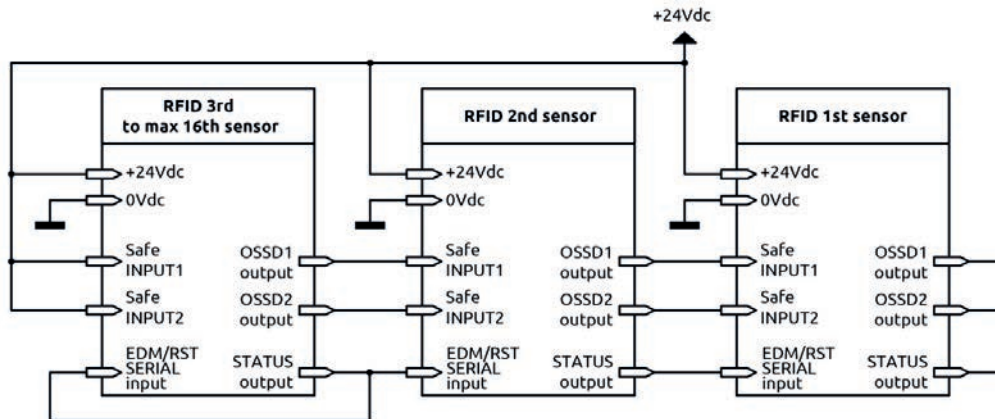 +24Vdc
RFID 3rd
to max 16th sensor
+24Vdc
0Vdc
Safe
INPUT1
Safe
INPUT2
EDM/RST
SERIAL
input
OSSD1
output
OSSD2
output
STATUS
output
RFID 2nd sensor
+24Vdc
0Vdc
Safe
INPUT1
Safe
INPUT2
EDM/RST
SERIAL
input
OSSD1
output
OSSD2
output
STATUS
output
RFID 1st sensor
+24Vdc
0Vdc
Safe
INPUT1
Safe
INPUT2
EDM/RST
SERIAL
input
OSSD1
output
OSSD2
output
STATUS
output